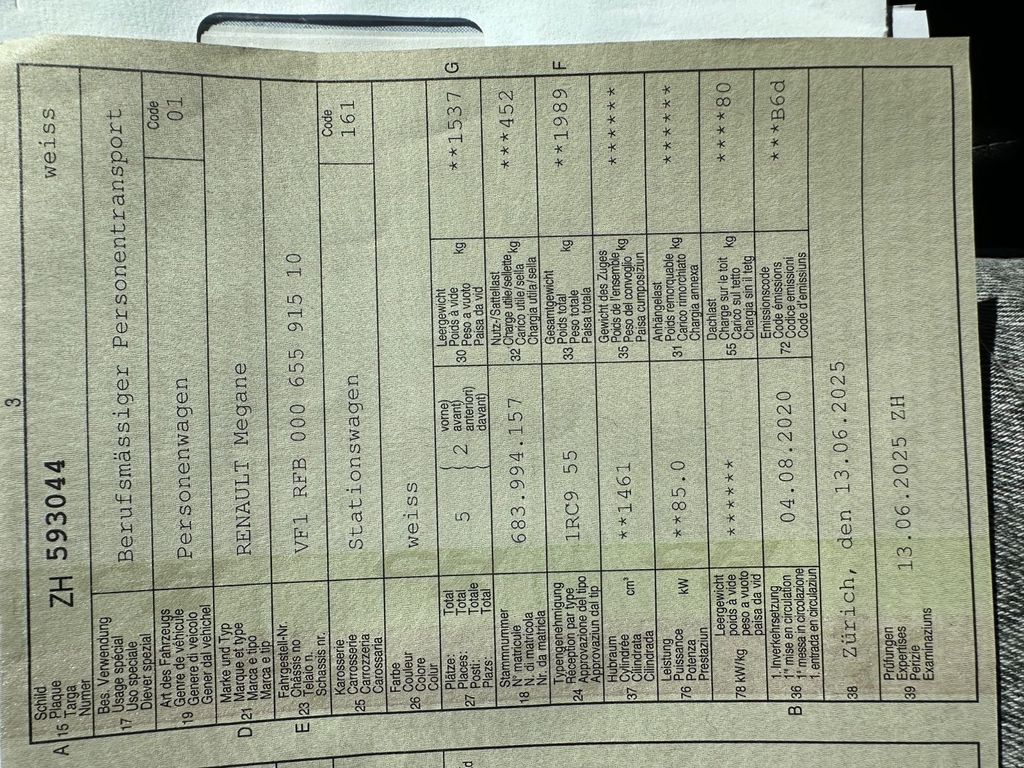 3
A 15 Schild Plaque Targa Numer ZH 593044 weiss
17 Bes. Verwendung Berufsmässiger Personentransport
Usage spécial
Uso speciale
Diever spezial
19 Art des Fahrzeugs Personenwagen Code 01
Genre de véhicule
Genere di veicolo
Gener dal vehichel
D 21 Marke und Typ RENAULT Megane
Marque et type
Marca e tipo
Marca e tip
E 23 Fahrgestell-Nr. VF1 RFB 000 655 915 10
Châssis no
Telaio n.
Schassis nr.
25 Karosserie Stationswagen Code 161
Carrosserie
Carrozzeria
Carossaria
26 Farbe weiss
Couleur
Colore
Colur
27 Plätze: Total 5 { 2 vorne)
Places: Total avant)
Posti: Totale anteriori)
Plazs: Total davant)
30 Leergewicht kg **1537 G
Poids à vide
Peso a vuoto
Paisa da vid
18 Stammnummer 683.994.157
N° matricule
N. di matricola
Nr. da matricla
32 Nutz-/Sattellast kg ***452
Charge utile/sellette
Carico utile/sella
Chargia utila/sella
24 Typengenehmigung 1RC9 55
Réception par type
Approvazione del tipo
Approvaziun dal tip
33 Gesamtgewicht kg **1989 F
Poids total
Peso totale
Paisa totala
37 Hubraum cm³ **1461
Cylindrée
Cilindrata
Cilindrada
35 Gewicht des Zuges kg ******
Poids de l'ensemble
Peso del convoglio
Paisa cumposiziun
76 Leistung kW **85.0
Puissance
Potenza
Prestaziun
31 Anhängelast kg ******
Poids remorquable
Carico rimorchiato
Chargia annexa
78 kW/kg Leergewicht ******
poids à vide
peso a vuoto
paisa da vid
55 Dachlast kg ****80
Charge sur le toit
Carico sul tetto
Chargia sin il tetg
B 36 1. Inverkehrsetzung 04.08.2020
1re mise en circulation
1a messa in circolazione
1. entrada en circulaziun
72 Emissionscode ***B6d
Code émissions
Codice emissioni
Code d'emissiuns
38 Zürich, den 13.06.2025
39 Prüfungen 13.06.2025 ZH
Expertises
Perizie
Examinaziuns